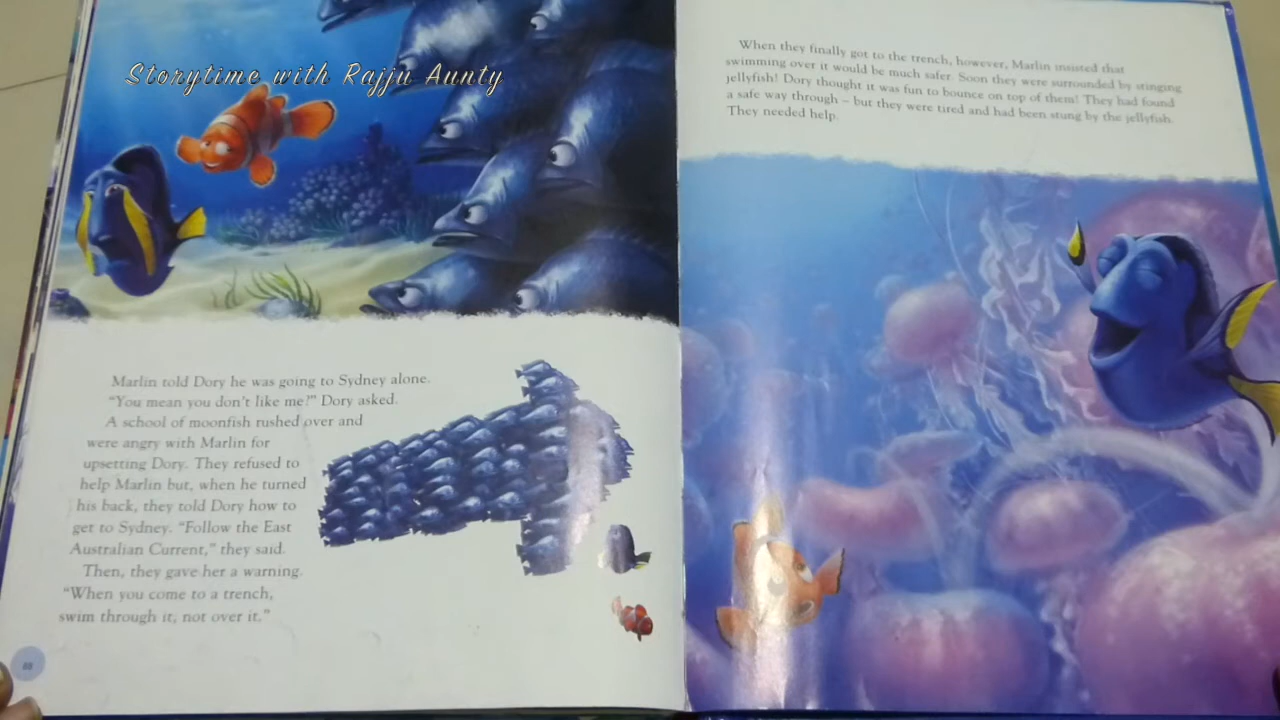 Storytime with Rajju Aunty
Marlin told Dory he was going to Sydney alone.
“You mean you don’t like me?” Dory asked.
A school of moonfish rushed over and
were angry with Marlin for
upsetting Dory. They refused to
help Marlin but, when he turned
his back, they told Dory how to
get to Sydney. “Follow the East
Australian Current,” they said.
Then, they gave her a warning.
“When you come to a trench,
swim through it, not over it.”
When they finally got to the trench, however, Marlin insisted that
swimming over it would be much safer. Soon they were surrounded by stinging
jellyfish! Dory thought it was fun to bounce on top of them! They had found
a safe way through – but they were tired and had been stung by the jellyfish.
They needed help.